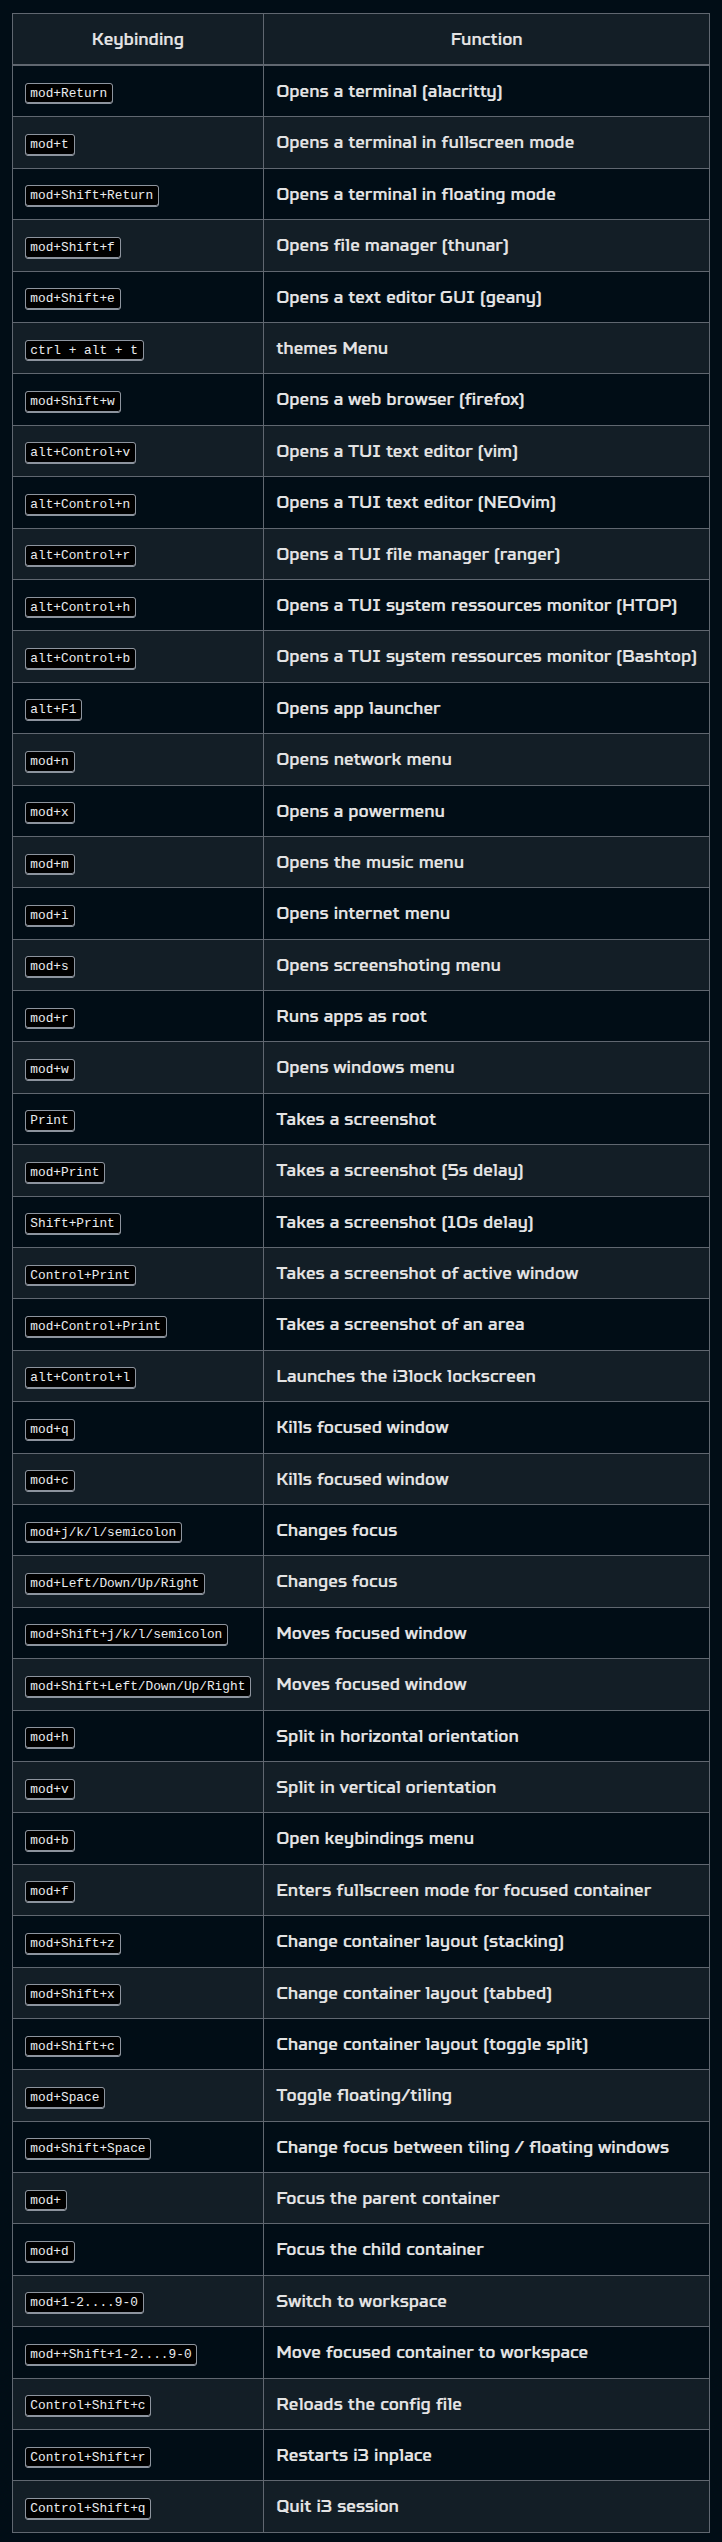 Keybinding Function
mod+Return Opens a terminal (alacritty)
mod+t Opens a terminal in fullscreen mode
mod+Shift+Return Opens a terminal in floating mode
mod+Shift+f Opens file manager (thunar)
mod+Shift+e Opens a text editor GUI (geany)
ctrl + alt + t themes Menu
mod+Shift+w Opens a web browser (firefox)
alt+Control+v Opens a TUI text editor (vim)
alt+Control+n Opens a TUI text editor (NEOvim)
alt+Control+r Opens a TUI file manager (ranger)
alt+Control+h Opens a TUI system ressources monitor (HTOP)
alt+Control+b Opens a TUI system ressources monitor (Bashtop)
alt+F1 Opens app launcher
mod+n Opens network menu
mod+x Opens a powermenu
mod+m Opens the music menu
mod+i Opens internet menu
mod+s Opens screenshoting menu
mod+r Runs apps as root
mod+w Opens windows menu
Print Takes a screenshot
mod+Print Takes a screenshot (5s delay)
Shift+Print Takes a screenshot (10s delay)
Control+Print Takes a screenshot of active window
mod+Control+Print Takes a screenshot of an area
alt+Control+l Launches the i3lock lockscreen
mod+q Kills focused window
mod+c Kills focused window
mod+j/k/l/semicolon Changes focus
mod+Left/Down/Up/Right Changes focus
mod+Shift+j/k/l/semicolon Moves focused window
mod+Shift+Left/Down/Up/Right Moves focused window
mod+h Split in horizontal orientation
mod+v Split in vertical orientation
mod+b Open keybindings menu
mod+f Enters fullscreen mode for focused container
mod+Shift+z Change container layout (stacking)
mod+Shift+x Change container layout (tabbed)
mod+Shift+c Change container layout (toggle split)
mod+Space Toggle floating/tiling
mod+Shift+Space Change focus between tiling / floating windows
mod+ Focus the parent container
mod+d Focus the child container
mod+1-2....9-0 Switch to workspace
mod++Shift+1-2....9-0 Move focused container to workspace
Control+Shift+c Reloads the config file
Control+Shift+r Restarts i3 inplace
Control+Shift+q Quit i3 session